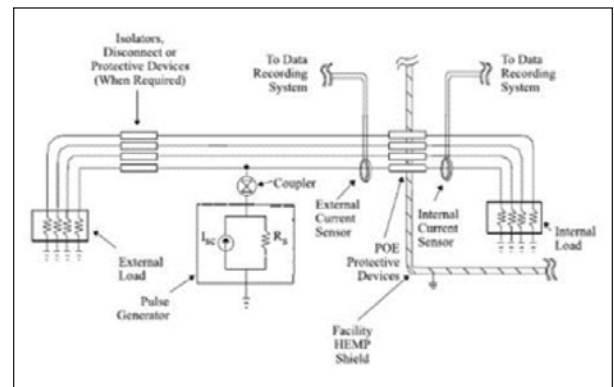 Isolators,
Disconnect or
Protective Devices
(When Required)
To Data
Recording
System
To Data
Recording
System
Coupler
External
Current
Sensor
Internal
Current
Sensor
Isc
Rs
POE
Protective
Devices
External
Load
Internal
Load
Pulse
Generator
Facility
HEMP
Shield